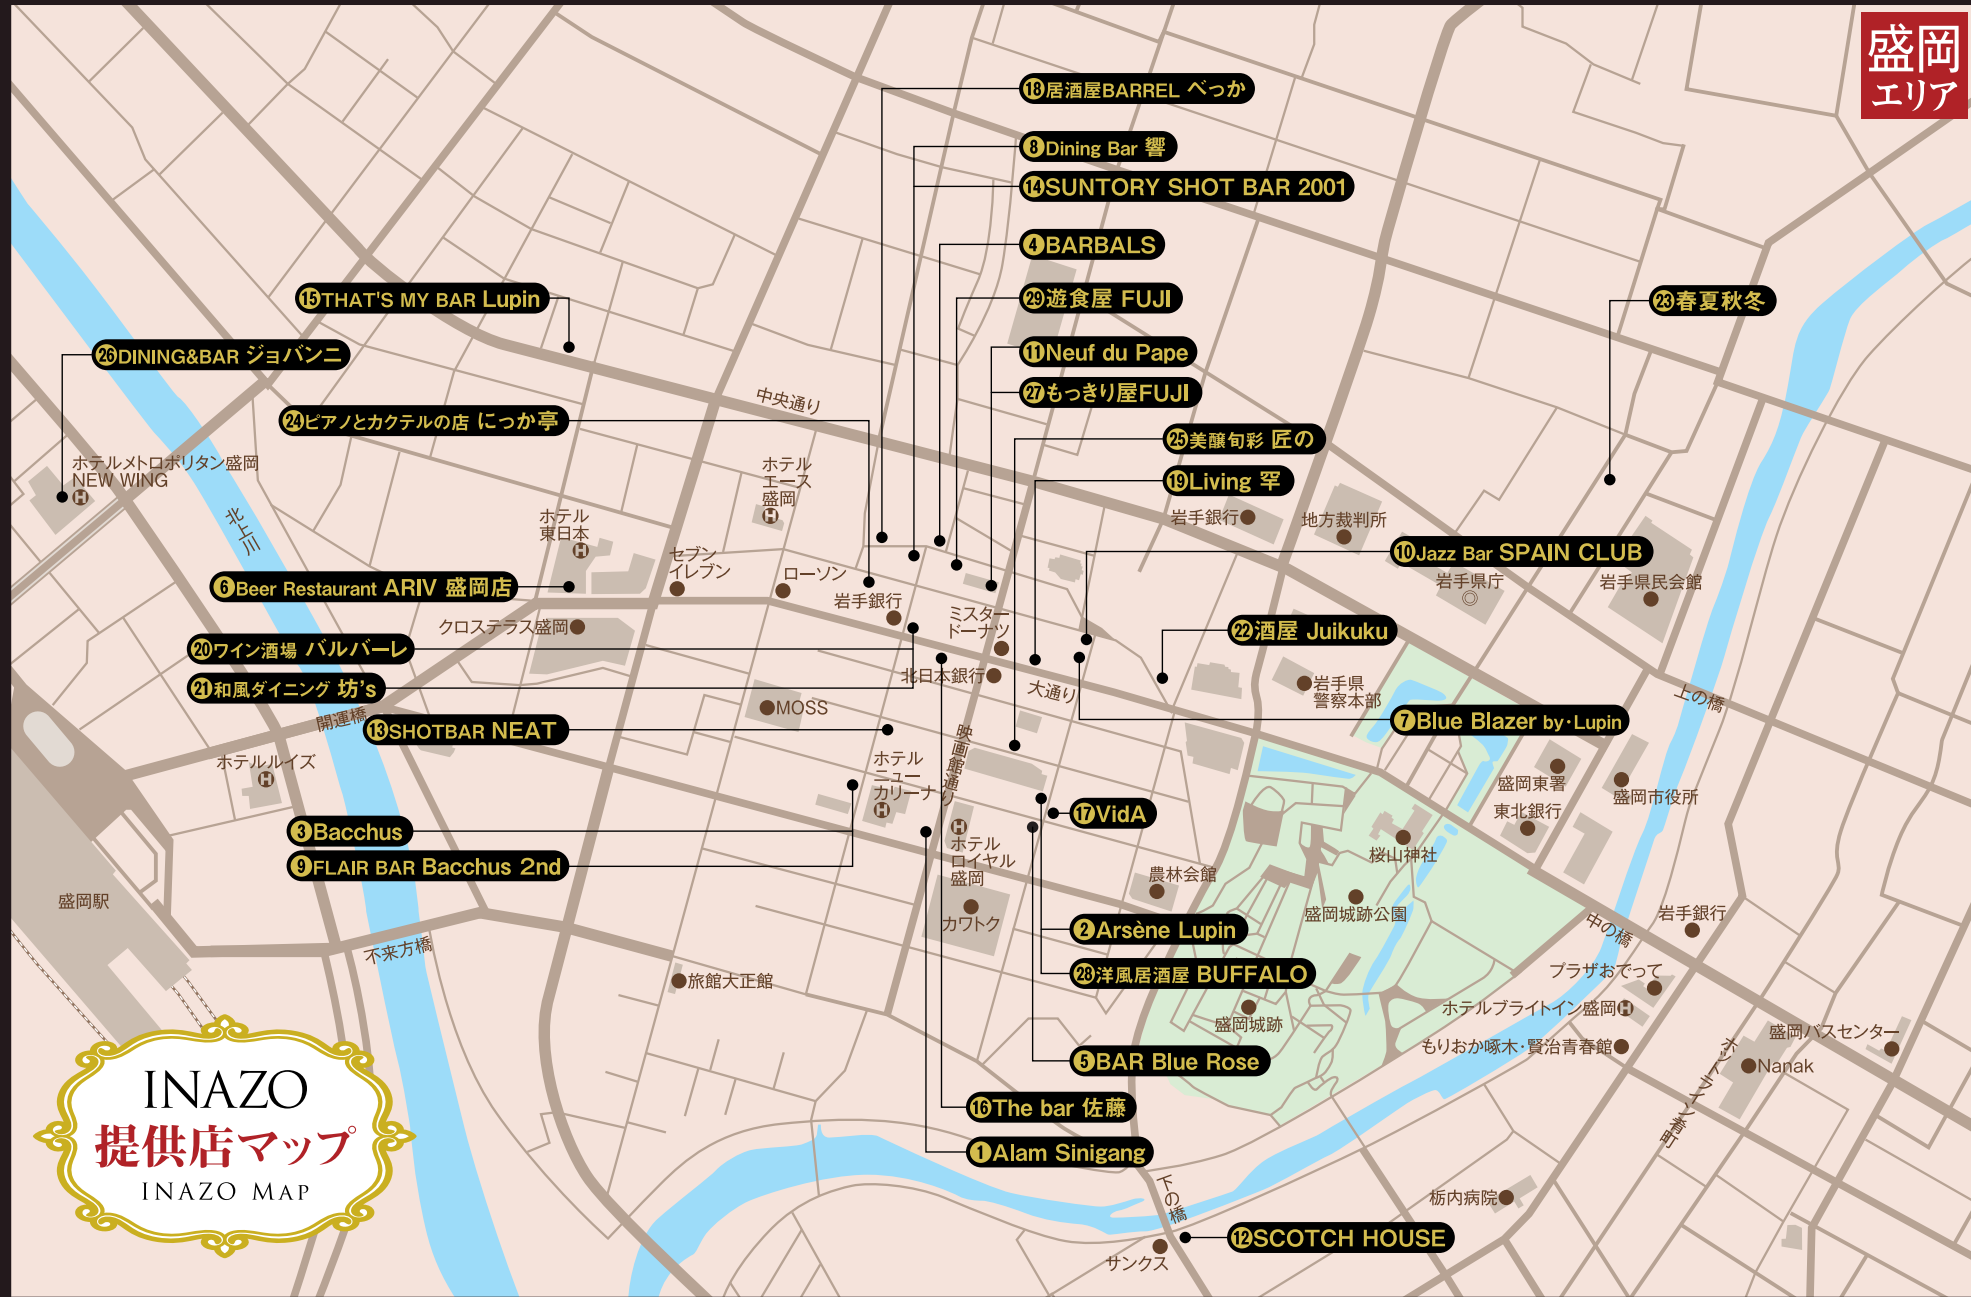 盛岡
エリア
⑱居酒屋BARREL べっか
⑧Dining Bar 響
⑭SUNTORY SHOT BAR 2001
④BARBALS
⑮THAT'S MY BAR Lupin
㉙遊食屋 FUJI
㉓春夏秋冬
㉖DINING&BAR ジョバンニ
⑪Neuf du Pape
㉗もっきり屋FUJI
中央通り
㉔ピアノとカクテルの店 にっか亭
㉕美醸旬彩 匠の
⑲Living 罕
ホテルメトロポリタン盛岡
NEW WING
H
ホテル
エース
盛岡
H
北上川
ホテル
東日本
H
岩手銀行
地方裁判所
⑩Jazz Bar SPAIN CLUB
セブン
イレブン
ローソン
岩手県庁
岩手県民会館
⑥Beer Restaurant ARIV 盛岡店
岩手銀行
ミスター
ドーナツ
クロステラス盛岡
㉒酒屋 Juikuku
⑳ワイン酒場 バルバーレ
㉑和風ダイニング 坊's
北日本銀行
大通り
岩手県
警察本部
上の橋
MOSS
開運橋
⑬SHOTBAR NEAT
⑦Blue Blazer by・Lupin
映画館通り
ホテルルイズ
H
ホテル
ニュー
カリーナ
H
盛岡東署
盛岡市役所
東北銀行
⑰VidA
③Bacchus
⑨FLAIR BAR Bacchus 2nd
H
ホテル
ロイヤル
盛岡
桜山神社
農林会館
盛岡駅
カワトク
盛岡城跡公園
岩手銀行
中の橋
②Arsène Lupin
不来方橋
㉘洋風居酒屋 BUFFALO
旅館大正館
プラザおでって
ホテルブライトイン盛岡H
盛岡城跡
盛岡バスセンター
もりおか啄木・賢治青春館
ホットライン肴町
Nanak
⑤BAR Blue Rose
⑯The bar 佐藤
①Alam Sinigang
下の橋
栃内病院
⑫SCOTCH HOUSE
サンクス
INAZO
提供店マップ
INAZO MAP